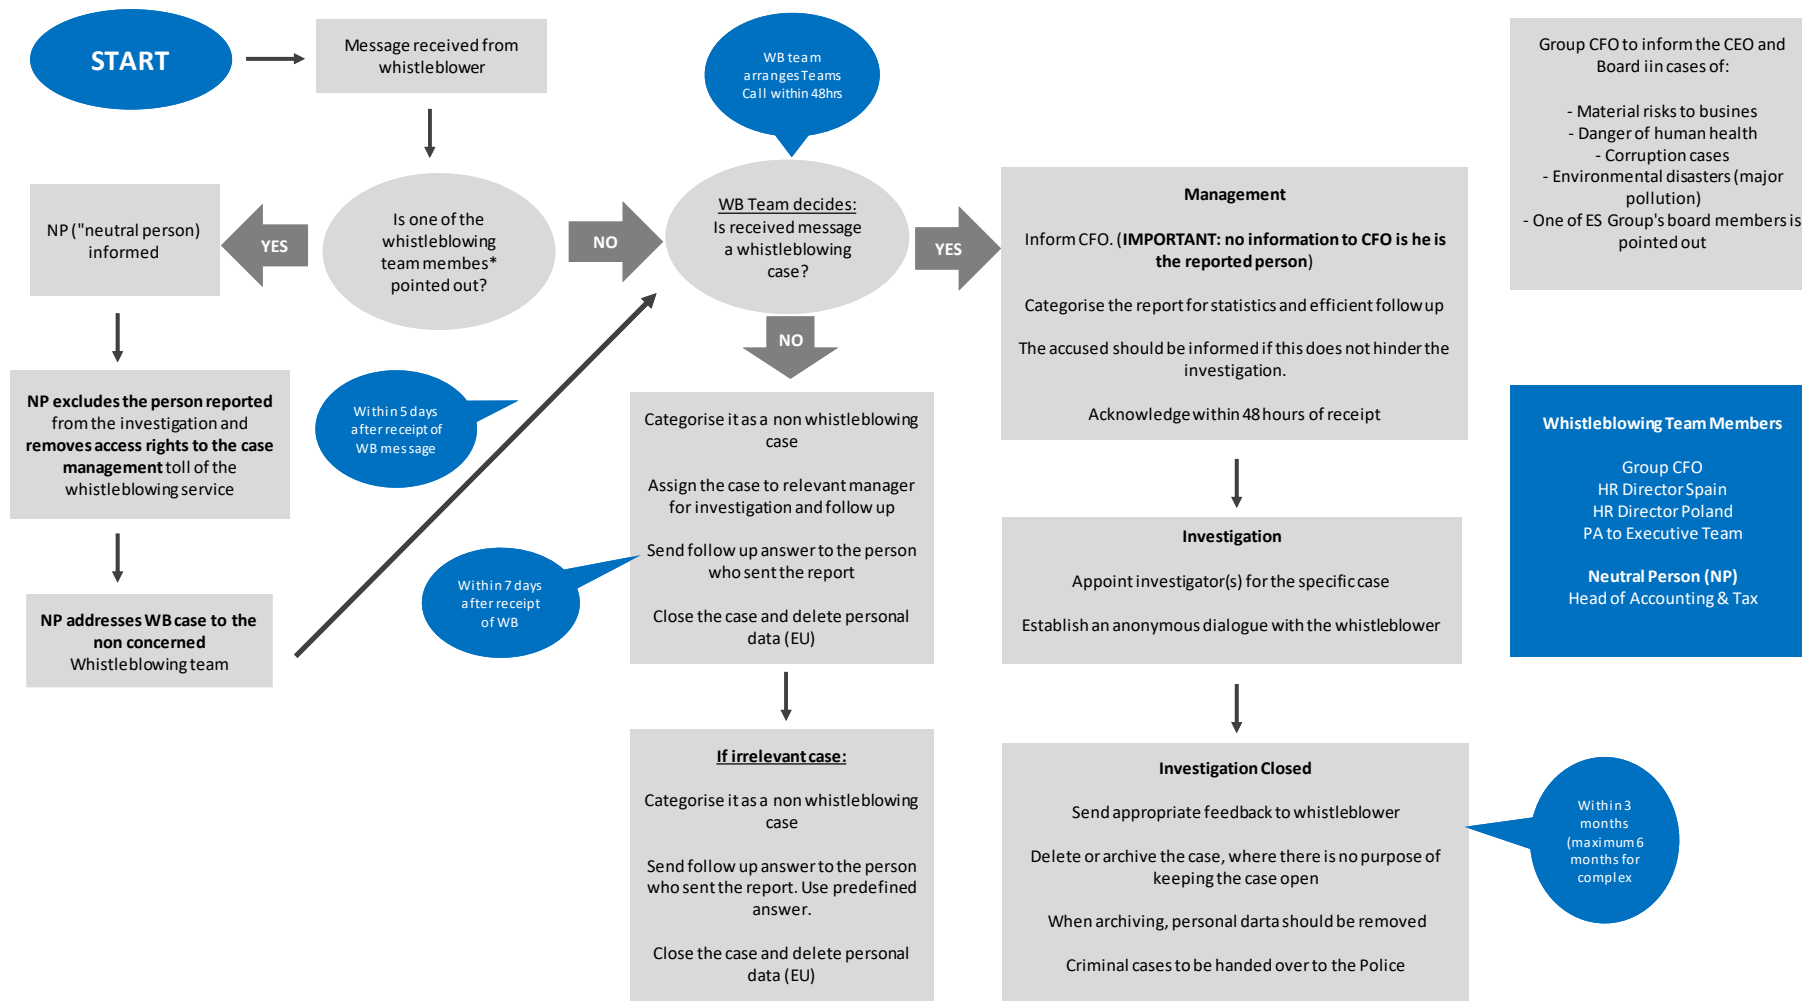 START
Message received from
whistleblower
WB team
arranges Teams
Call within 48hrs
Group CFO to inform the CEO and
Board iin cases of:
- Material risks to busines
- Danger of human health
- Corruption cases
- Environmental disasters (major
pollution)
- One of ES Group's board members is
pointed out
NP ("neutral person)
informed
YES
Is one of the
whistleblowing
team membes*
pointed out?
NO
WB Team decides:
Is received message
a whistleblowing
case?
YES
NO
Management
Inform CFO. (IMPORTANT: no information to CFO is he is
the reported person)
Categorise the report for statistics and efficient follow up
The accused should be informed if this does not hinder the
investigation.
Acknowledge within 48 hours of receipt
NP excludes the person reported
from the investigation and
removes access rights to the case
management toll of the
whistleblowing service
Within 5 days
after receipt of
WB message
Categorise it as a non whistleblowing
case
Assign the case to relevant manager
for investigation and follow up
Send follow up answer to the person
who sent the report
Close the case and delete personal
data (EU)
Within 7 days
after receipt
of WB
Whistleblowing Team Members
Group CFO
HR Director Spain
HR Director Poland
PA to Executive Team
Neutral Person (NP)
Head of Accounting & Tax
Investigation
Appoint investigator(s) for the specific case
Establish an anonymous dialogue with the whistleblower
NP addresses WB case to the
non concerned
Whistleblowing team
If irrelevant case:
Categorise it as a non whistleblowing
case
Send follow up answer to the person
who sent the report. Use predefined
answer.
Close the case and delete personal
data (EU)
Investigation Closed
Send appropriate feedback to whistleblower
Delete or archive the case, where there is no purpose of
keeping the case open
When archiving, personal darta should be removed
Criminal cases to be handed over to the Police
Within 3
months
(maximum 6
months for
complex